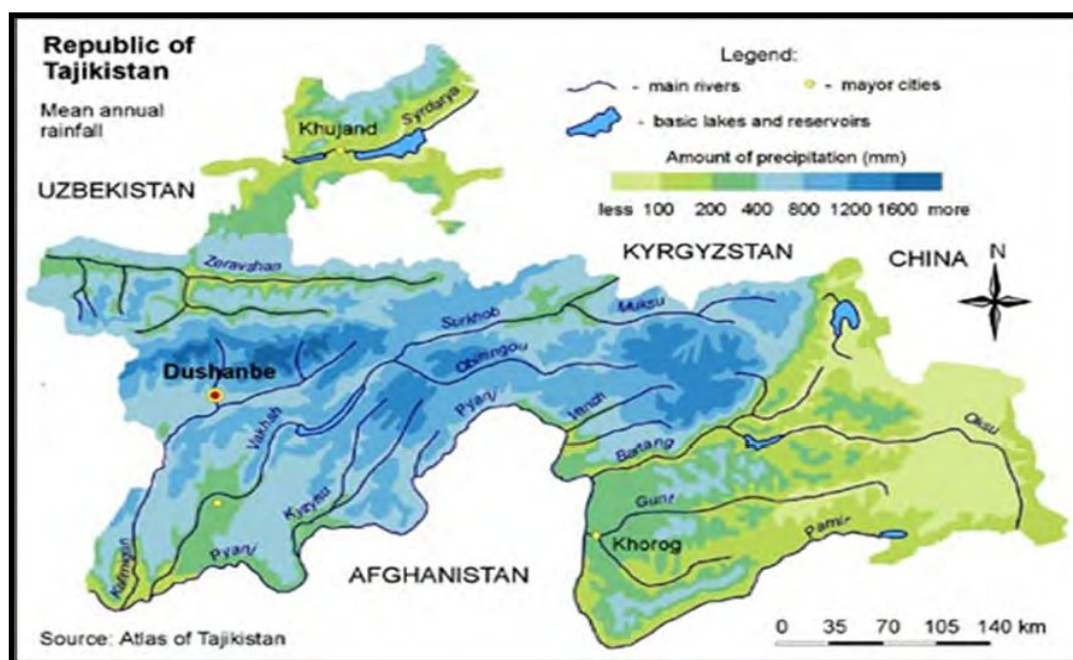 Republic of
Tajikistan
Mean annual
rainfall
Legend:
- main rivers
- mayor cities
- basic lakes and reservoirs
Amount of precipitation (mm)
less 100 200 400 800 1200 1600 more
Khujand
Syrdarya
UZBEKISTAN
KYRGYZSTAN
CHINA
N
Zeravshan
Surkhob
Muksu
Dushanbe
Obihingou
Vakhsh
Pyanj
Vanch
Bartang
Oksu
Kyzylsu
Gunt
Pyanj
Pamir
Khorog
Kafirnigan
AFGHANISTAN
Source: Atlas of Tajikistan
0 35 70 105 140 km